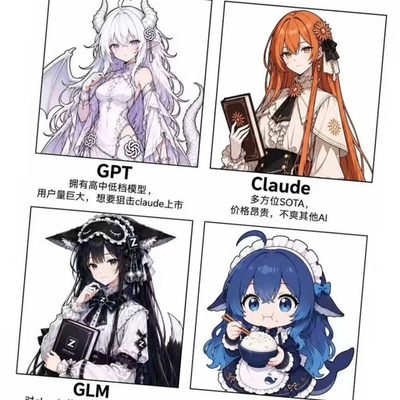 GPT
拥有高中低档模型，
用户量巨大，想要狙击claude上市
Claude
多方位SOTA，
价格昂贵，不爽其他AI
Z
Z
GLM